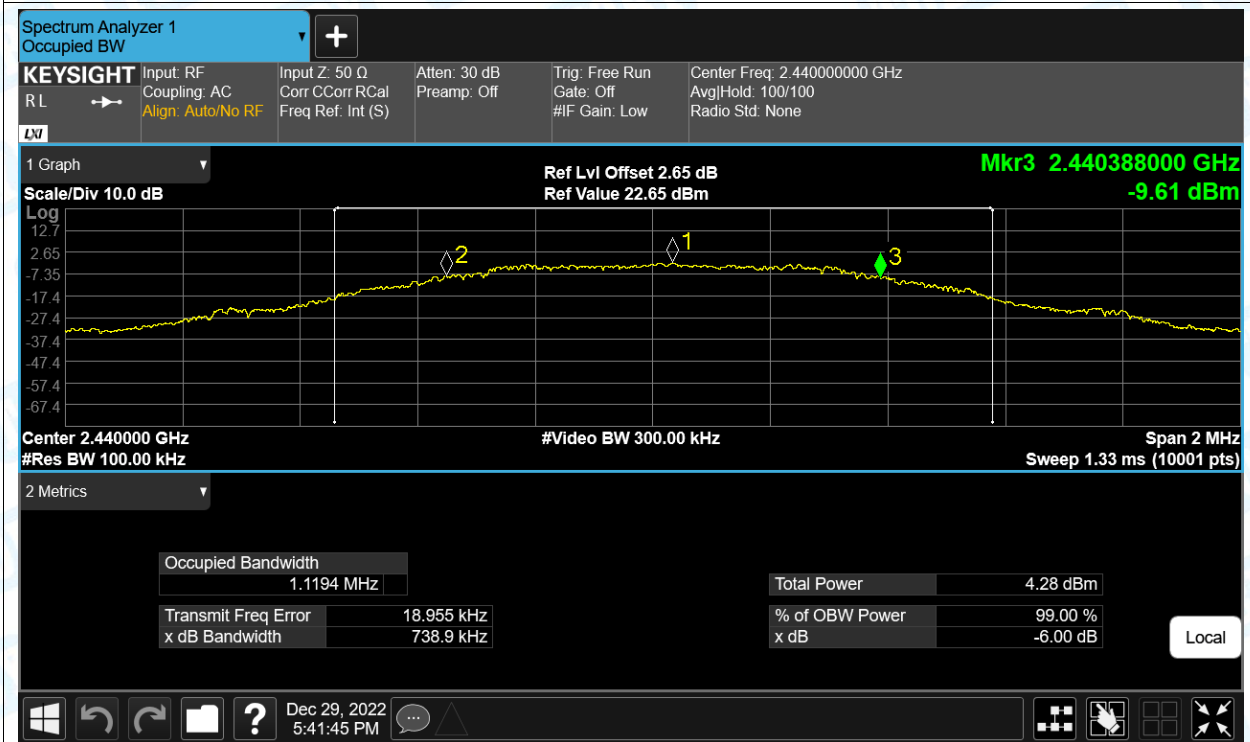 Spectrum Analyzer 1
Occupied BW
KEYSIGHT
R L
LXI
Input: RF
Coupling: AC
Align: Auto/No RF
Input Z: 50 Ω
Corr CCorr RCal
Freq Ref: Int (S)
Atten: 30 dB
Preamp: Off
Trig: Free Run
Gate: Off
#IF Gain: Low
Center Freq: 2.440000000 GHz
Avg|Hold: 100/100
Radio Std: None
1 Graph
Scale/Div 10.0 dB
Ref Lvl Offset 2.65 dB
Ref Value 22.65 dBm
Mkr3 2.440388000 GHz
-9.61 dBm
Log
12.7
2.65
-7.35
-17.4
-27.4
-37.4
-47.4
-57.4
-67.4
2
1
3
Center 2.440000 GHz
#Video BW 300.00 kHz
Span 2 MHz
#Res BW 100.00 kHz
Sweep 1.33 ms (10001 pts)
2 Metrics
Occupied Bandwidth
1.1194 MHz
Transmit Freq Error 18.955 kHz
x dB Bandwidth 738.9 kHz
Total Power 4.28 dBm
% of OBW Power 99.00 %
x dB -6.00 dB
Local
Dec 29, 2022
5:41:45 PM